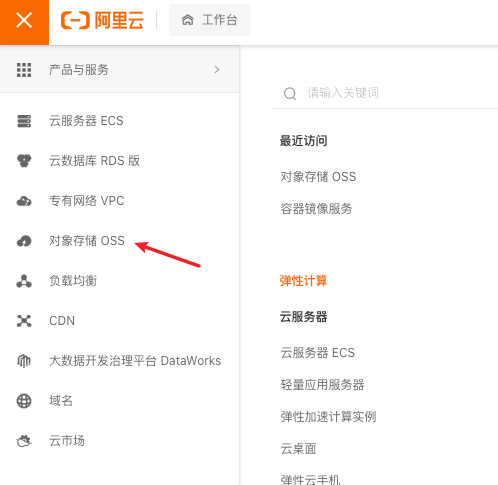 阿里云
工作台
产品与服务
云服务器 ECS
云数据库 RDS 版
专有网络 VPC
对象存储 OSS
负载均衡
CDN
大数据开发治理平台 DataWorks
域名
云市场
请输入关键词
最近访问
对象存储 OSS
容器镜像服务
弹性计算
云服务器
云服务器 ECS
轻量应用服务器
弹性加速计算实例
云桌面
弹性云手机